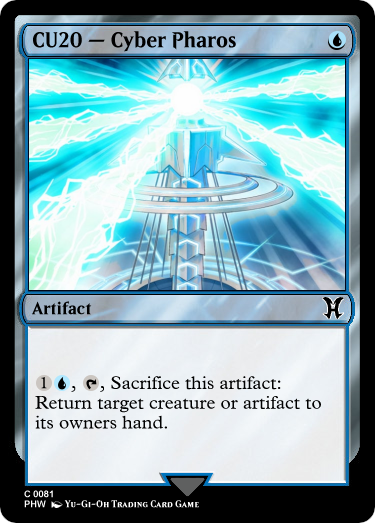 CU20 — Cyber Pharos
Artifact
1, , Sacrifice this artifact:
Return target creature or artifact to
its owners hand.
C 0081
PHW Yu-Gi-Oh Trading Card Game